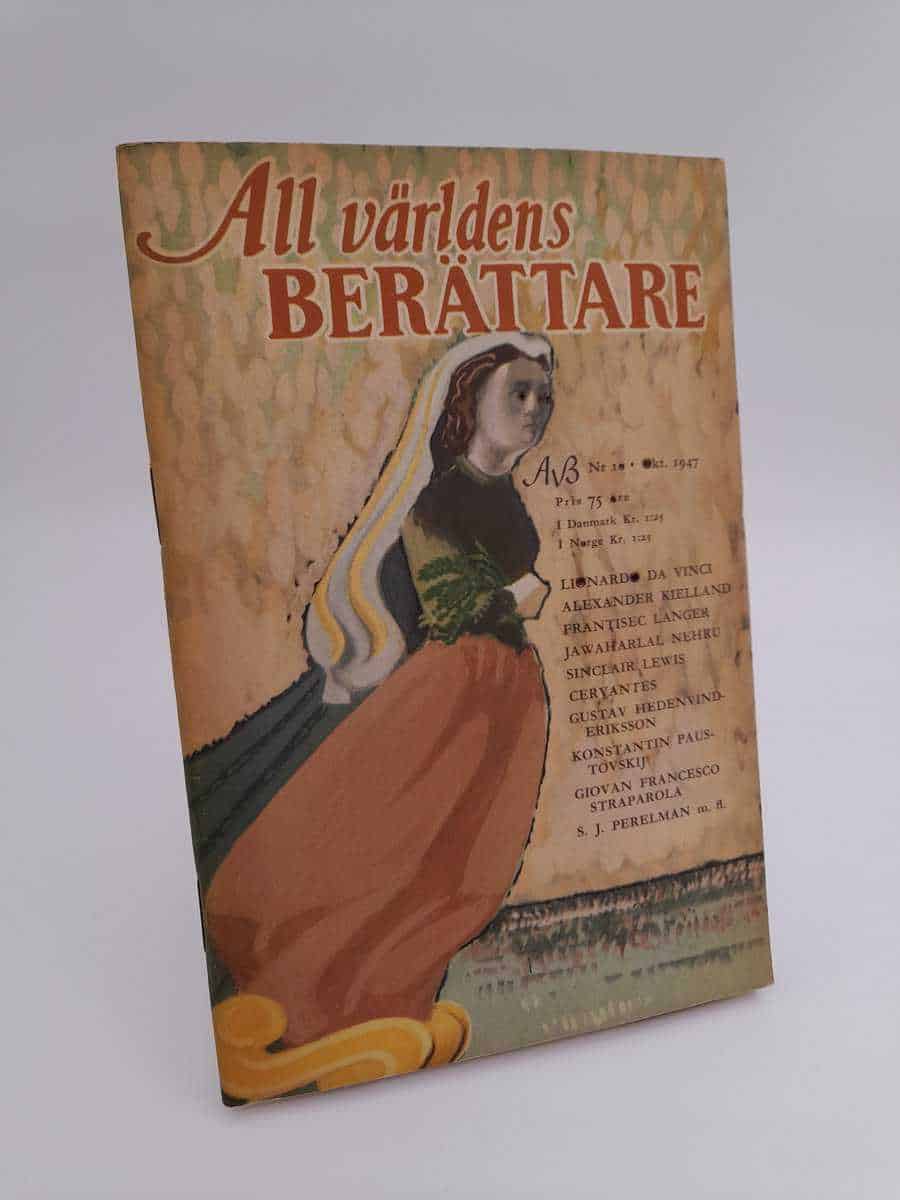 All världens
BERÄTTARE
AvB Nr 10 • Okt. 1947
Pris 75 öre
I Danmark Kr. 1:25
I Norge Kr. 1:25
LIONARDO DA VINCI
ALEXANDER KIELLAND
FRANTISEC LANGER
JAWAHARLAL NEHRU
SINCLAIR LEWIS
CERVANTES
GUSTAV HEDENVIND-
ERIKSSON
KONSTANTIN PAUS-
TOVSKIJ
GIOVAN FRANCESCO
STRAPAROLA
S. J. PERELMAN m. fl.